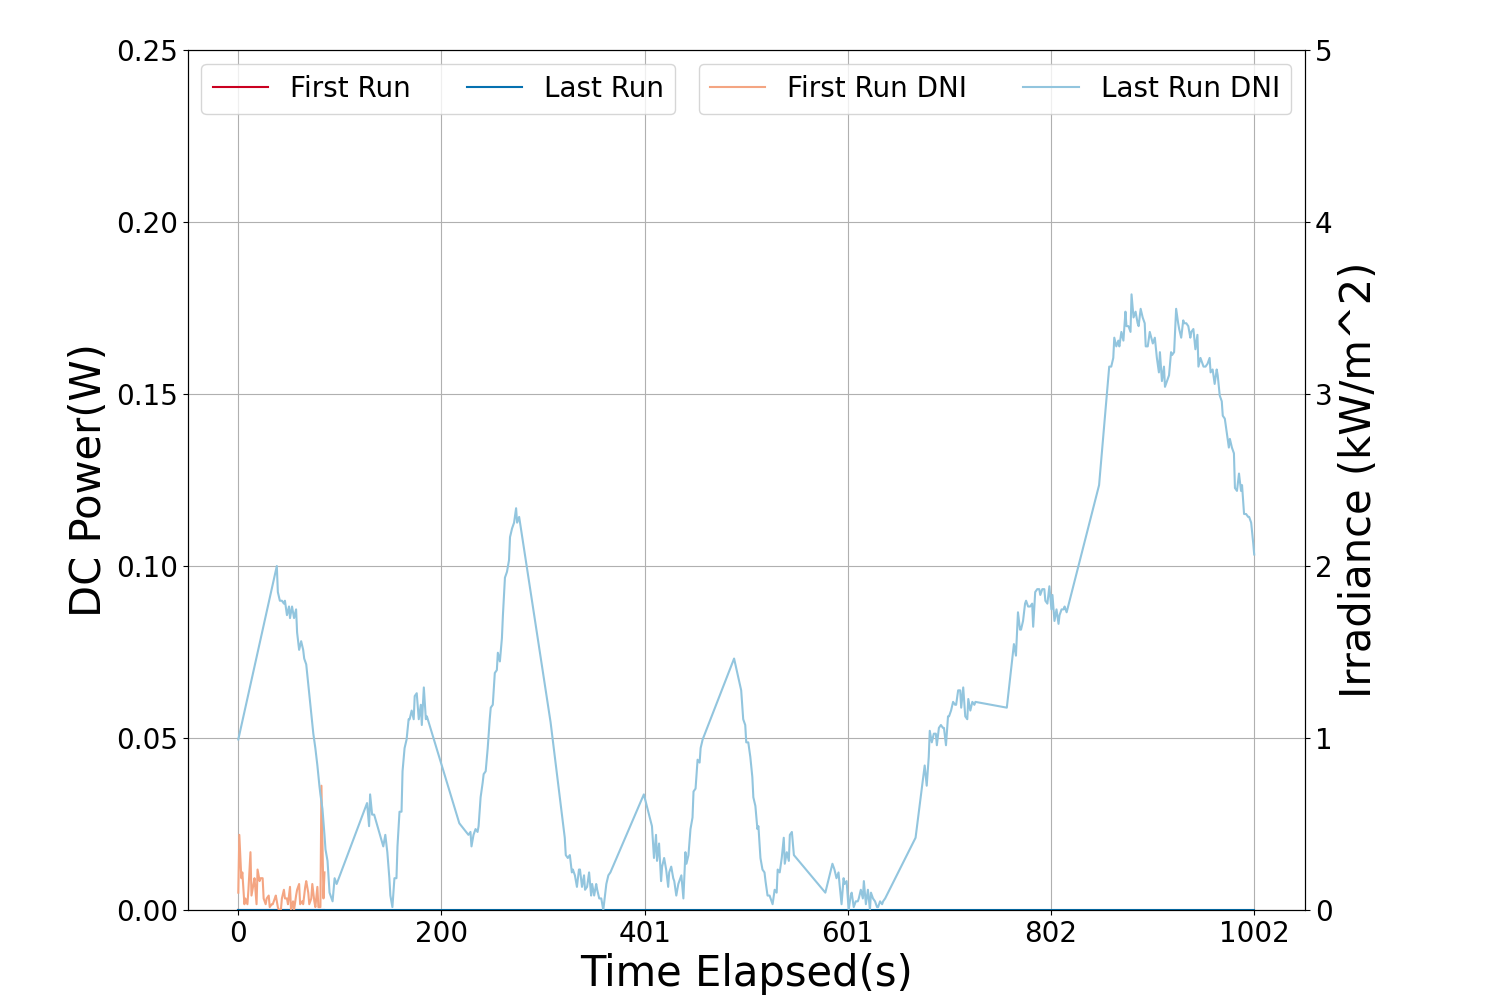 First Run
Last Run
First Run DNI
Last Run DNI
0.25
0.20
0.15
0.10
0.05
0.00
DC Power(W)
5
4
3
2
1
0
Irradiance (kW/m^2)
0
200
401
601
802
1002
Time Elapsed(s)